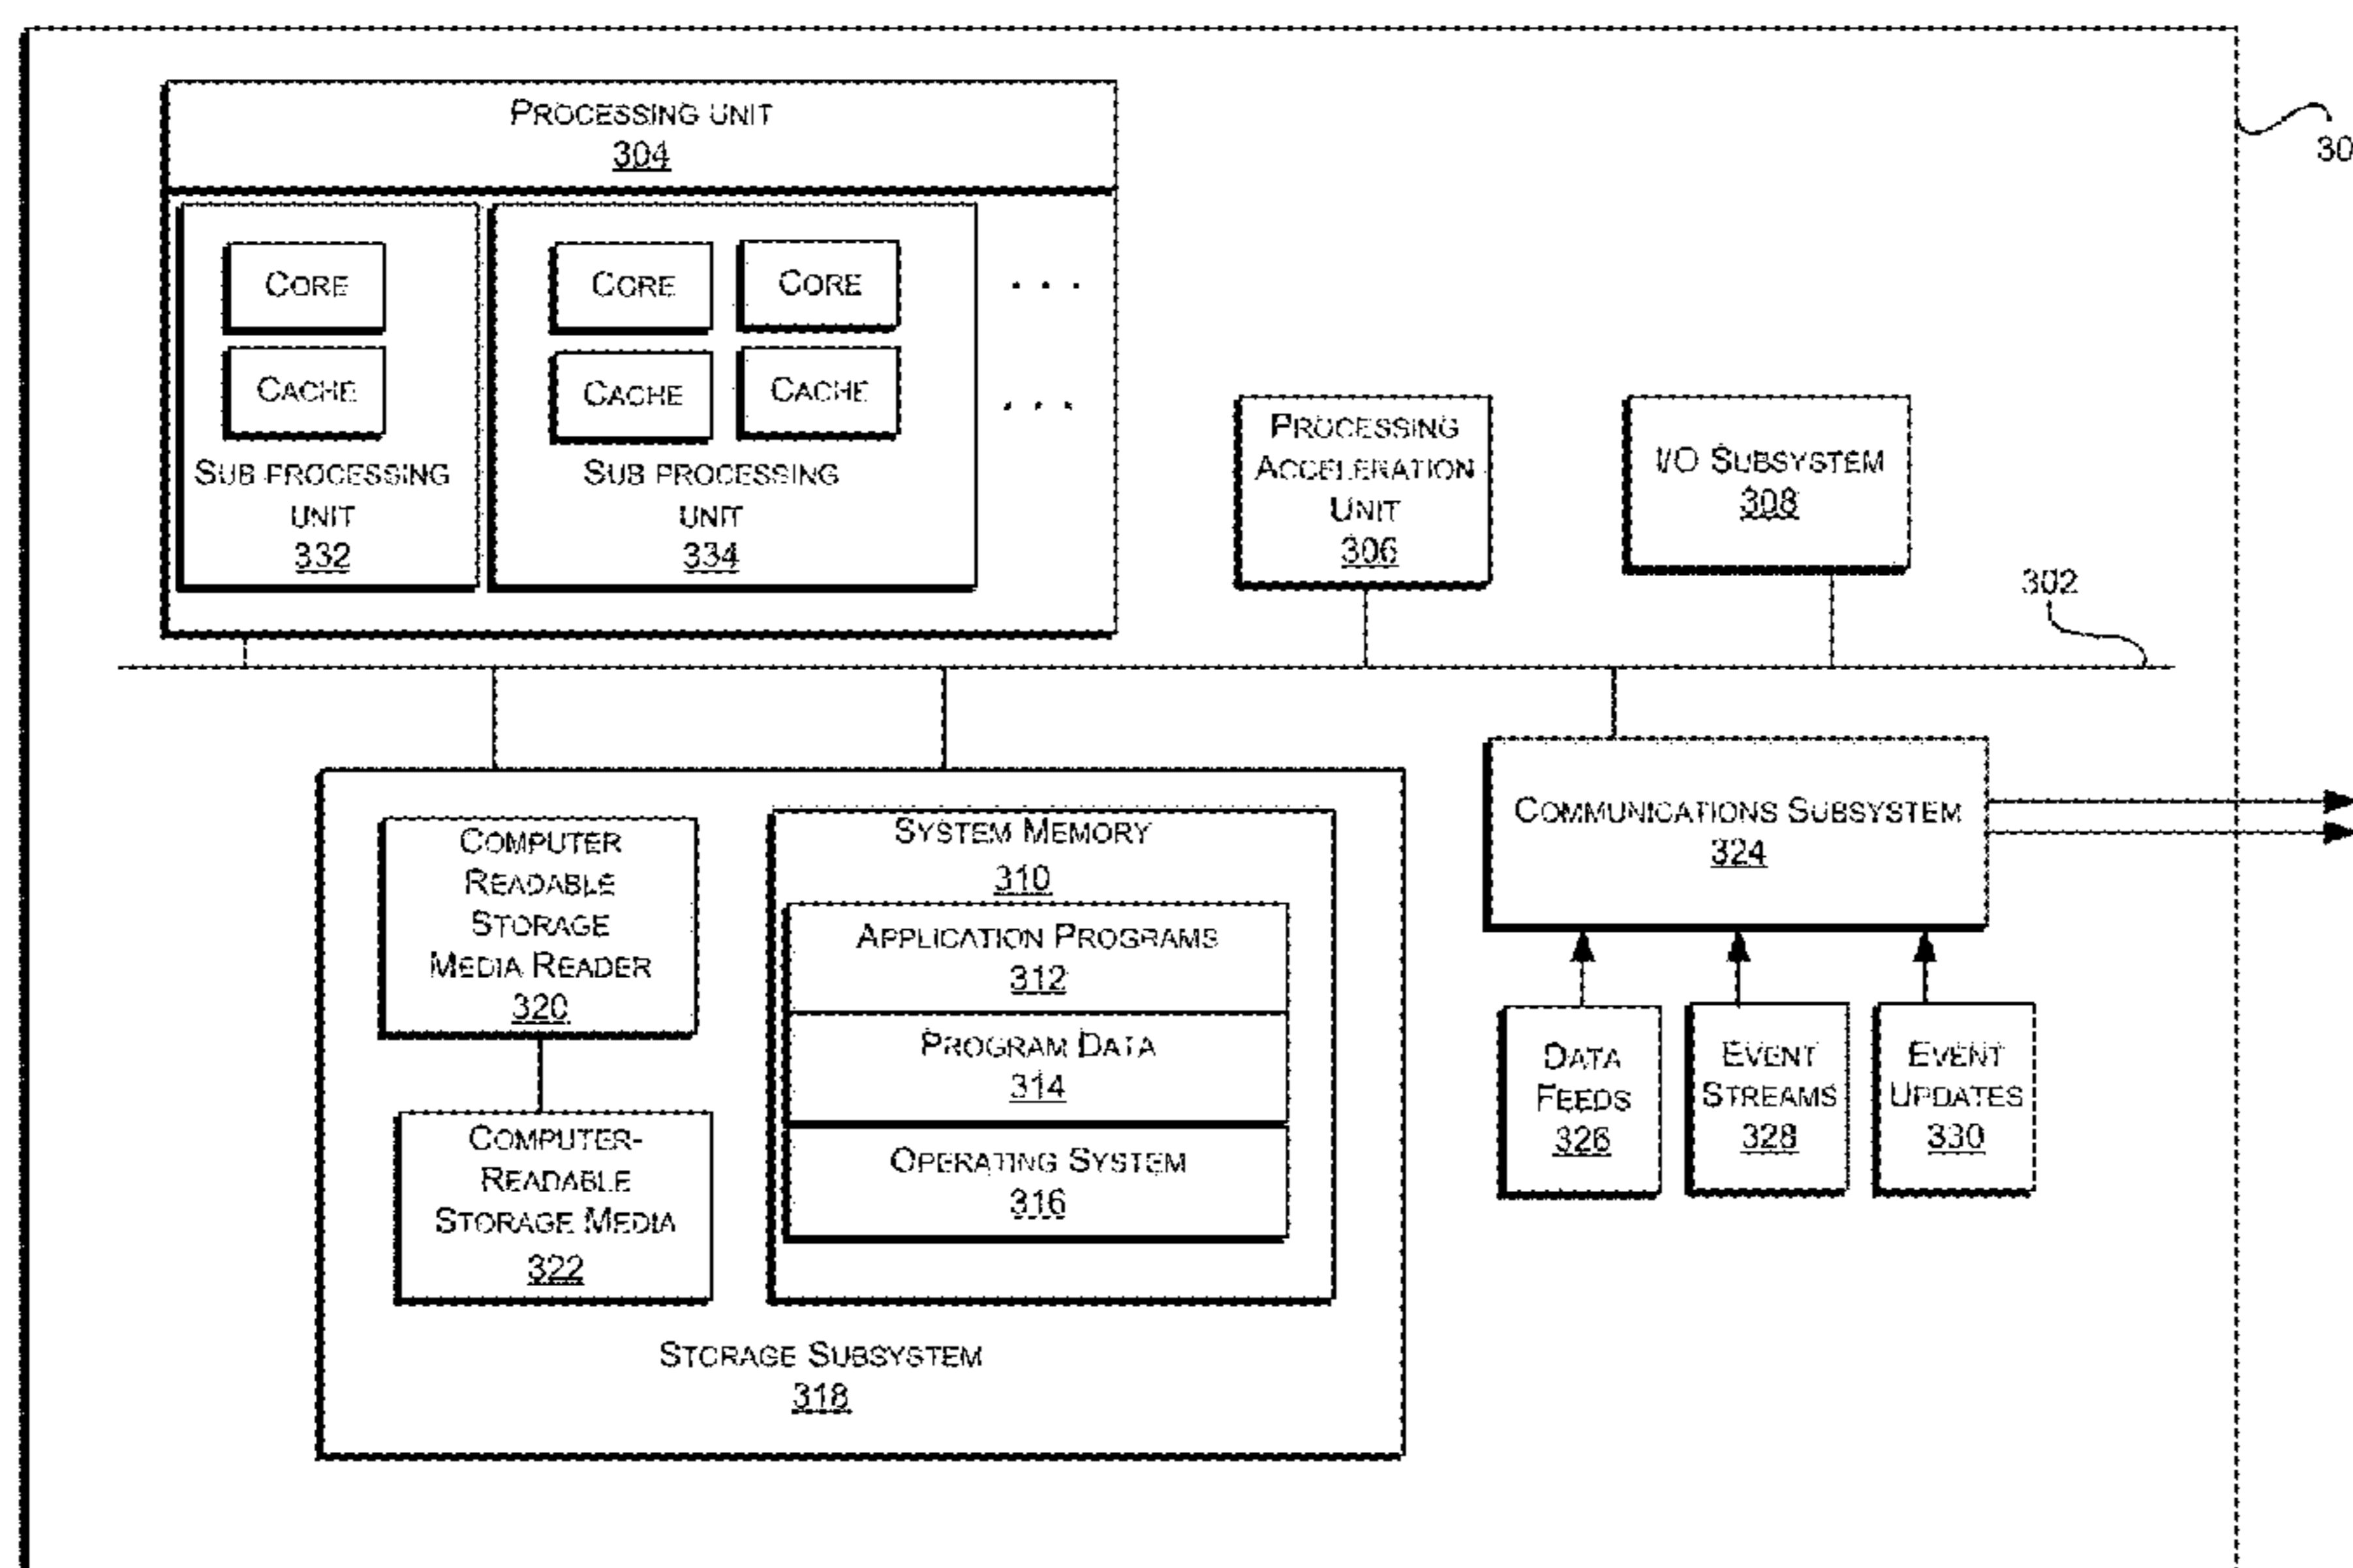 PROCESSING UNIT
304
30
CORE
CACHE
SUB PROCESSING
UNIT
332
CORE
CORE
CACHE
CACHE
SUB PROCESSING
UNIT
334
. . .
. . .
PROCESSING
ACCELERATION
UNIT
306
I/O SUBSYSTEM
308
302
COMPUTER
READABLE
STORAGE
MEDIA READER
320
COMPUTER-
READABLE
STORAGE MEDIA
322
SYSTEM MEMORY
310
APPLICATION PROGRAMS
312
PROGRAM DATA
314
OPERATING SYSTEM
316
STORAGE SUBSYSTEM
318
COMMUNICATIONS SUBSYSTEM
324
DATA
FEEDS
326
EVENT
STREAMS
328
EVENT
UPDATES
330